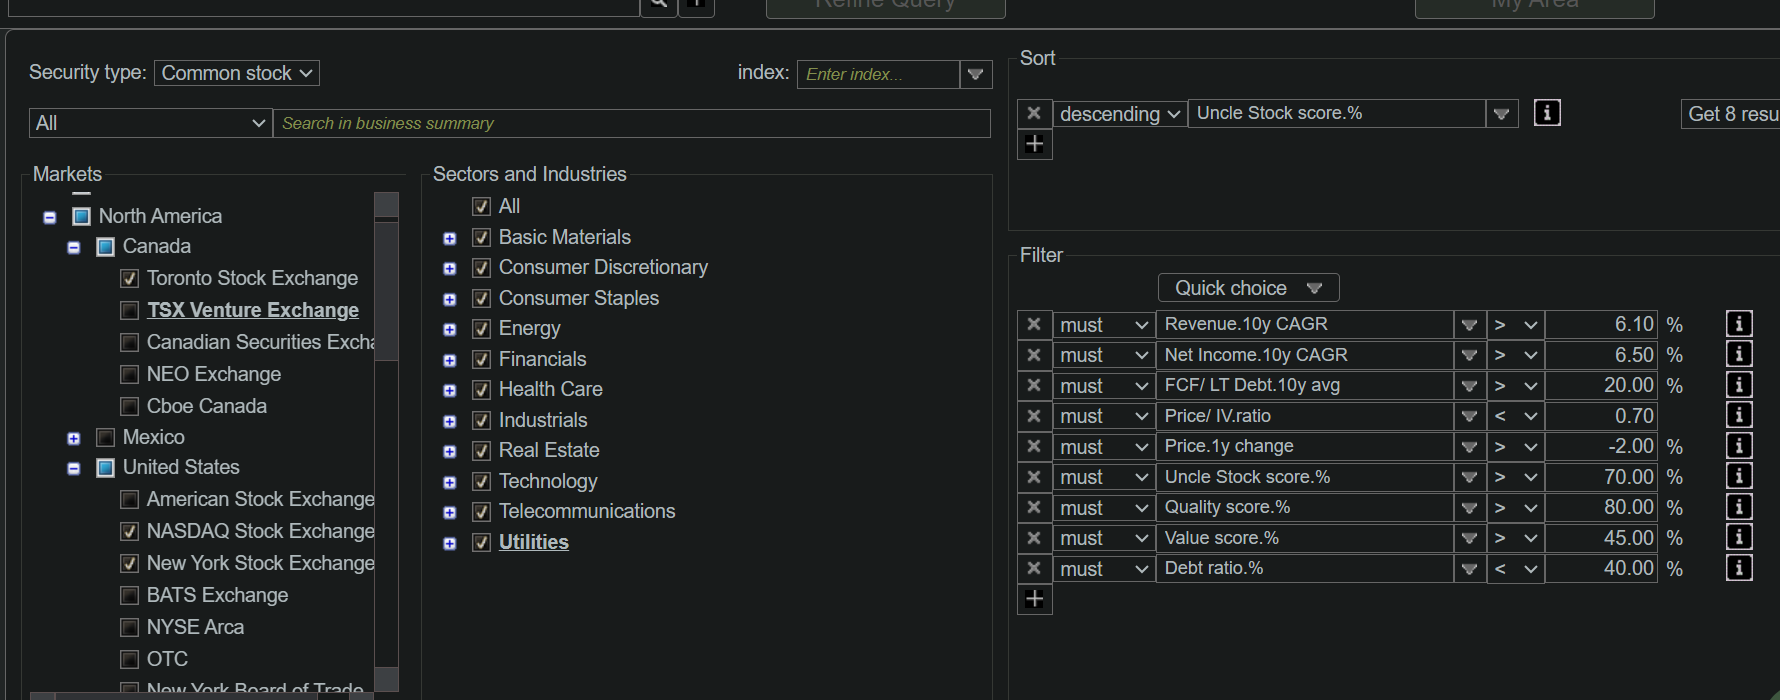 Refine Query
My Area
Security type: Common stock
index: Enter index...
All
Search in business summary
Markets
North America
Canada
Toronto Stock Exchange
TSX Venture Exchange
Canadian Securities Excha
NEO Exchange
Cboe Canada
Mexico
United States
American Stock Exchange
NASDAQ Stock Exchange
New York Stock Exchange
BATS Exchange
NYSE Arca
OTC
New York Board of Trade
Sectors and Industries
All
Basic Materials
Consumer Discretionary
Consumer Staples
Energy
Financials
Health Care
Industrials
Real Estate
Technology
Telecommunications
Utilities
Sort
descending Uncle Stock score.%
Get 8 resu
Filter
Quick choice
must Revenue.10y CAGR > 6.10 %
must Net Income.10y CAGR > 6.50 %
must FCF/ LT Debt.10y avg > 20.00 %
must Price/ IV.ratio < 0.70
must Price.1y change > -2.00 %
must Uncle Stock score.% > 70.00 %
must Quality score.% > 80.00 %
must Value score.% > 45.00 %
must Debt ratio.% < 40.00 %